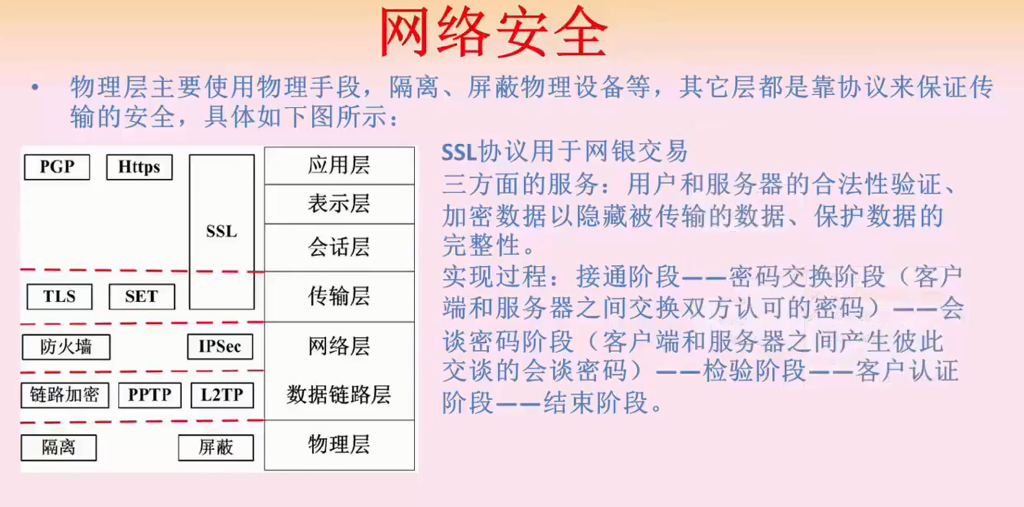 网络安全
• 物理层主要使用物理手段，隔离、屏蔽物理设备等，其它层都是靠协议来保证传
输的安全，具体如下图所示：
PGP Https SSL 应用层
表示层
会话层
TLS SET 传输层
防火墙 IPSec 网络层
链路加密 PPTP L2TP 数据链路层
隔离 屏蔽 物理层
SSL协议用于网银交易
三方面的服务：用户和服务器的合法性验证、
加密数据以隐藏被传输的数据、保护数据的
完整性。
实现过程：接通阶段——密码交换阶段（客户
端和服务器之间交换双方认可的密码）——会
谈密码阶段（客户端和服务器之间产生彼此
交谈的会谈密码）——检验阶段——客户认证
阶段——结束阶段。